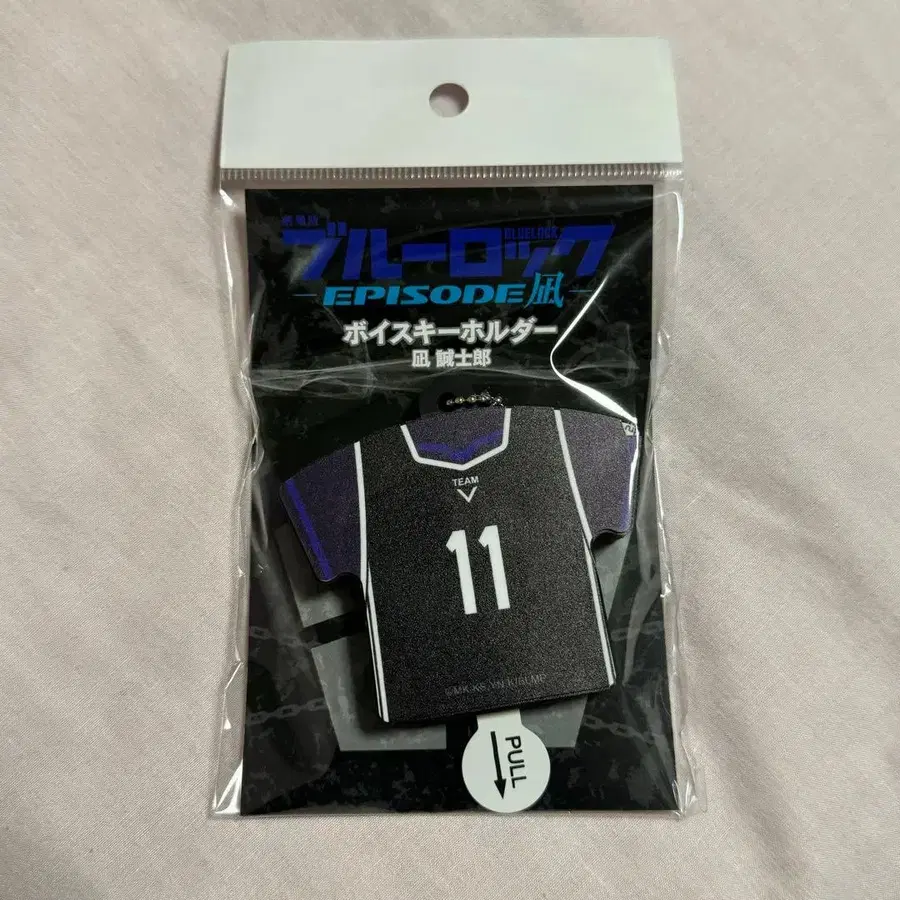 劇場版
ブルーロック
BLUELOCK
EPISODE凪
ボイスキーホルダー
凪 誠士郎
TEAM
V
11
PULL